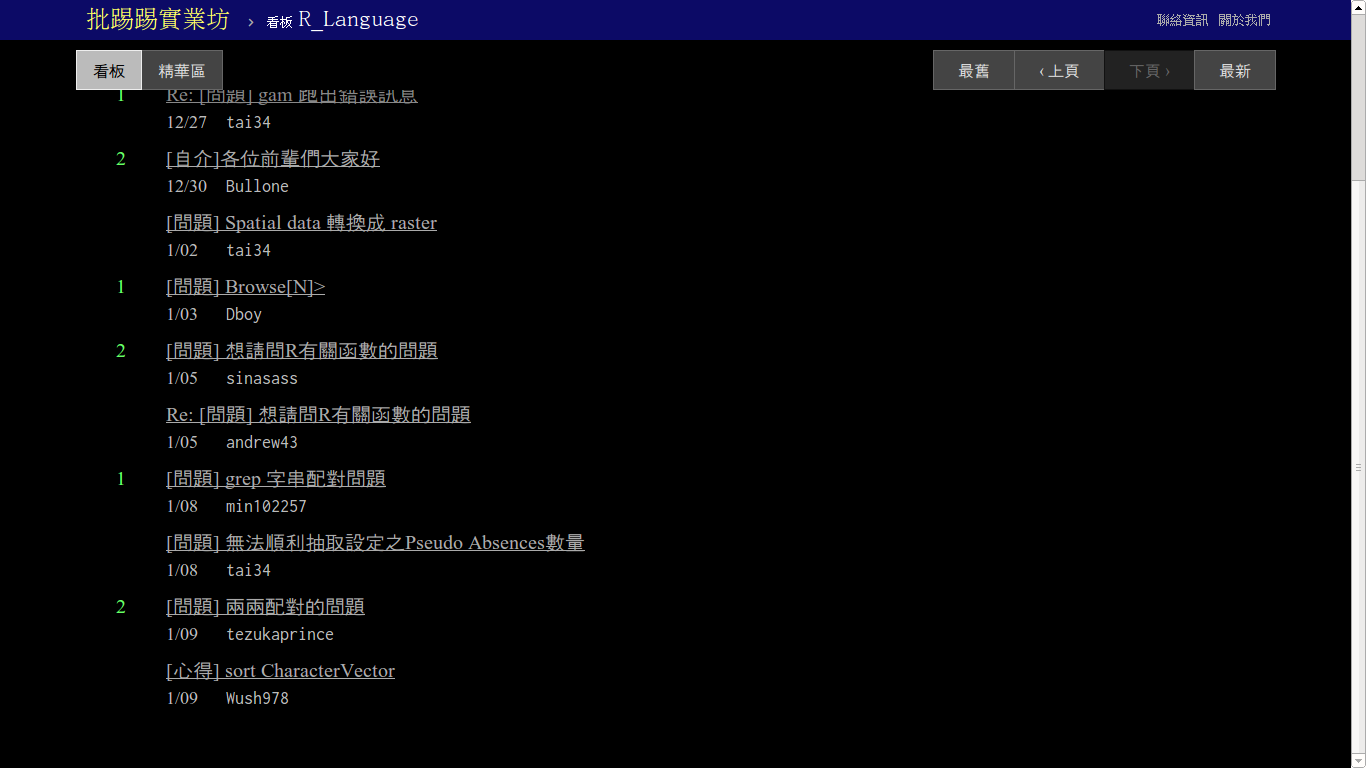 批踢踢實業坊 › 看板 R_Language 聯絡資訊 關於我們
看板 精華區 最舊 ‹ 上頁 下頁 › 最新
1 Re: [問題] gam 跑出錯誤訊息
12/27 tai34
2 [自介]各位前輩們大家好
12/30 Bullone
[問題] Spatial data 轉換成 raster
1/02 tai34
1 [問題] Browse[N]>
1/03 Dboy
2 [問題] 想請問R有關函數的問題
1/05 sinasass
Re: [問題] 想請問R有關函數的問題
1/05 andrew43
1 [問題] grep 字串配對問題
1/08 min102257
[問題] 無法順利抽取設定之Pseudo Absences數量
1/08 tai34
2 [問題] 兩兩配對的問題
1/09 tezukaprince
[心得] sort CharacterVector
1/09 Wush978